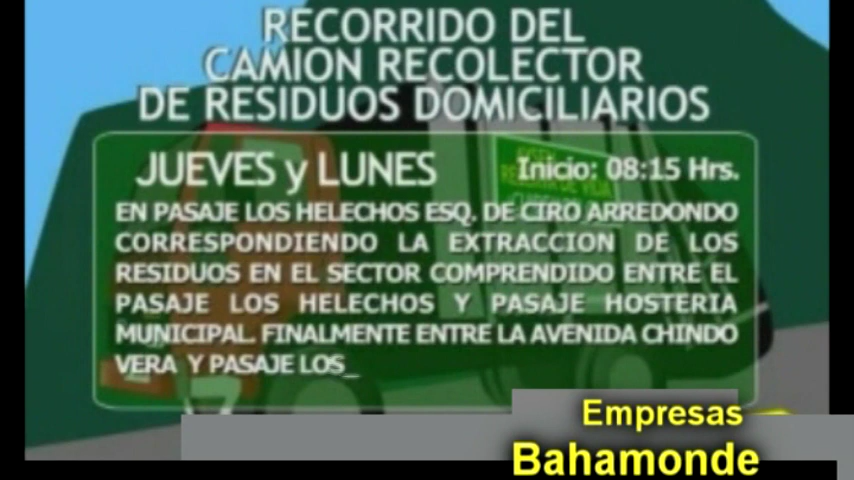 RECORRIDO DEL
CAMION RECOLECTOR
DE RESIDUOS DOMICILIARIOS
JUEVES y LUNES Inicio: 08:15 Hrs.
EN PASAJE LOS HELECHOS ESQ. DE CIRO ARREDONDO
CORRESPONDIENDO LA EXTRACCION DE LOS
RESIDUOS EN EL SECTOR COMPRENDIDO ENTRE EL
PASAJE LOS HELECHOS Y PASAJE HOSTERIA
MUNICIPAL. FINALMENTE ENTRE LA AVENIDA CHINDO
VERA Y PASAJE LOS_
Empresas
Bahamonde